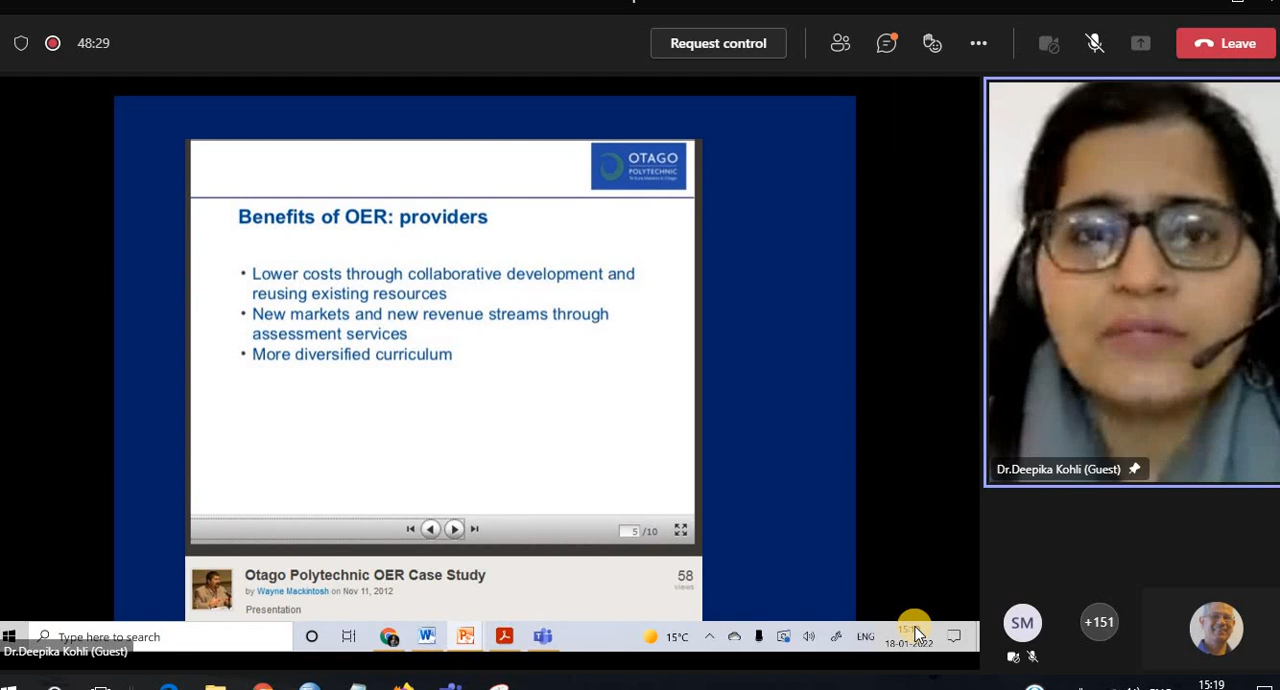 48:29
Request control
Leave
OTAGO
POLYTECHNIC
Benefits of OER: providers
• Lower costs through collaborative development and
reusing existing resources
• New markets and new revenue streams through
assessment services
• More diversified curriculum
5 /10
Otago Polytechnic OER Case Study
58
views
by Wayne Mackintosh on Nov 11, 2012
Presentation
Dr.Deepika Kohli (Guest)
SM
+151
Type here to search
15°C
ENG
18-01-2022
Dr.Deepika Kohli (Guest)
15:19